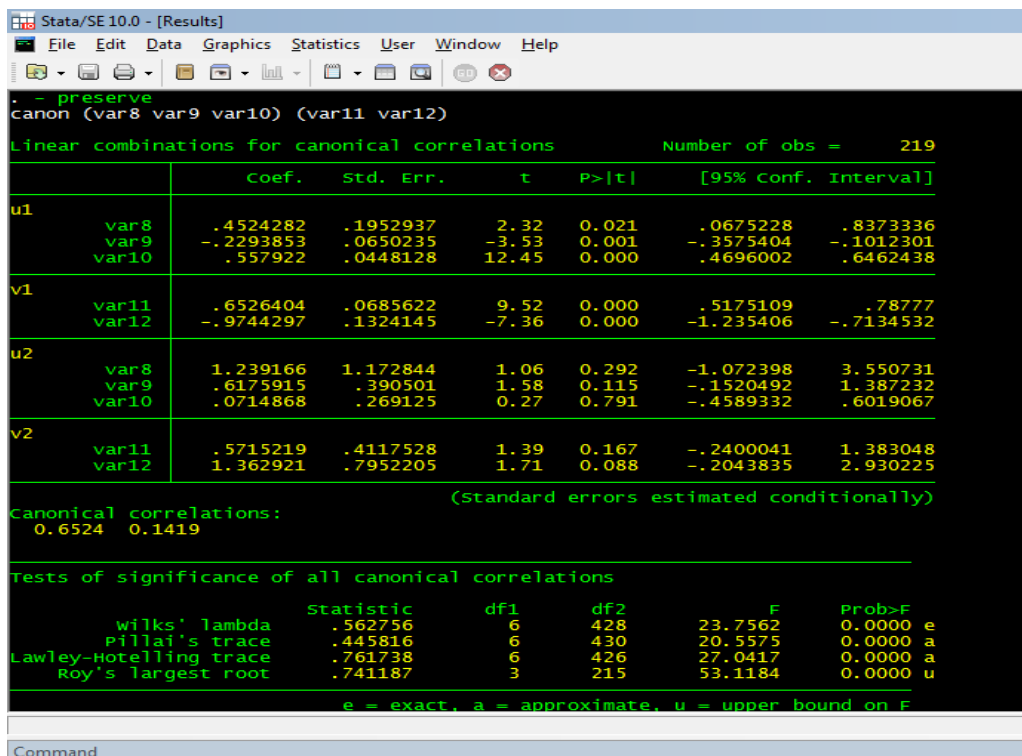 Stata/SE 10.0 - [Results]
File Edit Data Graphics Statistics User Window Help
. - preserve
canon (var8 var9 var10) (var11 var12)
Linear combinations for canonical correlations Number of obs = 219
Coef. Std. Err. t P>|t| [95% Conf. Interval]
u1
var8 .4524282 .1952937 2.32 0.021 .0675228 .8373336
var9 -.2293853 .0650235 -3.53 0.001 -.3575404 -.1012301
var10 .557922 .0448128 12.45 0.000 .4696002 .6462438
v1
var11 .6526404 .0685622 9.52 0.000 .5175109 .78777
var12 -.9744297 .1324145 -7.36 0.000 -1.235406 -.7134532
u2
var8 1.239166 1.172844 1.06 0.292 -1.072398 3.550731
var9 .6175915 .390501 1.58 0.115 -.1520492 1.387232
var10 .0714868 .269125 0.27 0.791 -.4589332 .6019067
v2
var11 .5715219 .4117528 1.39 0.167 -.2400041 1.383048
var12 1.362921 .7952205 1.71 0.088 -.2043835 2.930225
(Standard errors estimated conditionally)
Canonical correlations:
0.6524 0.1419
Tests of significance of all canonical correlations
Statistic df1 df2 F Prob>F
Wilks' lambda .562756 6 428 23.7562 0.0000 e
Pillai's trace .445816 6 430 20.5575 0.0000 a
Lawley-Hotelling trace .761738 6 426 27.0417 0.0000 a
Roy's largest root .741187 3 215 53.1184 0.0000 u
e = exact, a = approximate, u = upper bound on F
Command